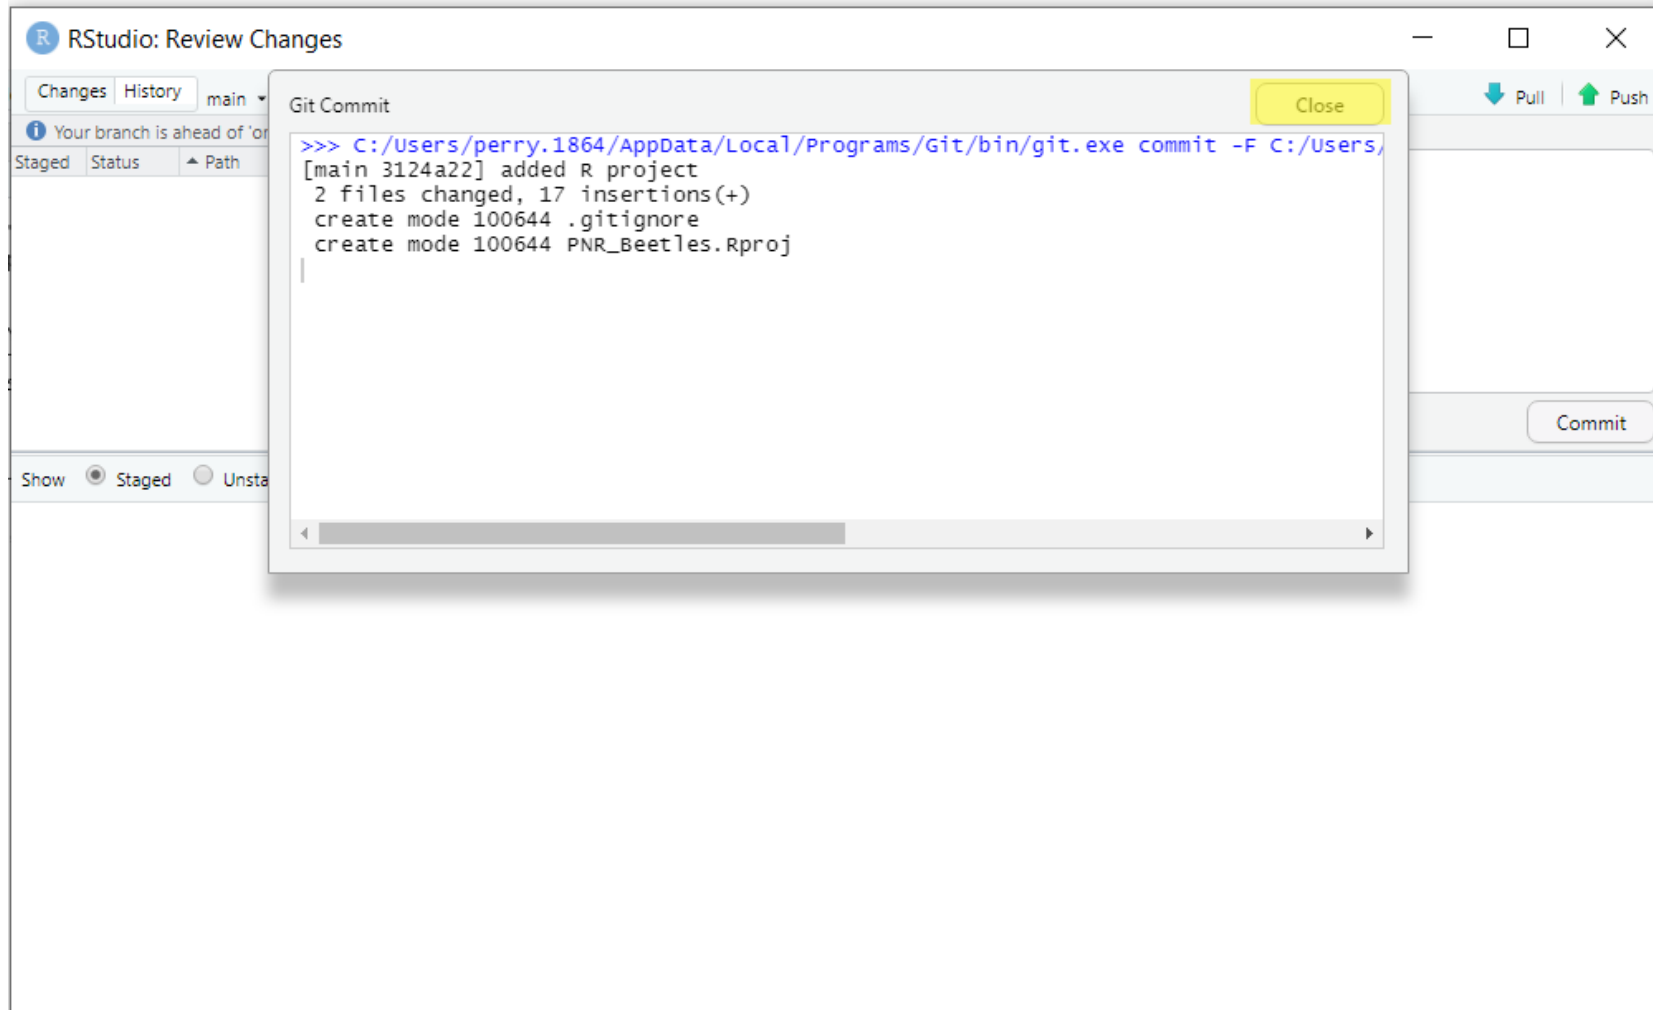 R RStudio: Review Changes
Changes History main Pull Push
Git Commit Close
Your branch is ahead of 'or
Staged Status Path
>>> C:/Users/perry.1864/AppData/Local/Programs/Git/bin/git.exe commit -F C:/Users/
[main 3124a22] added R project
2 files changed, 17 insertions(+)
create mode 100644 .gitignore
create mode 100644 PNR_Beetles.Rproj
Commit
Show Staged Unsta